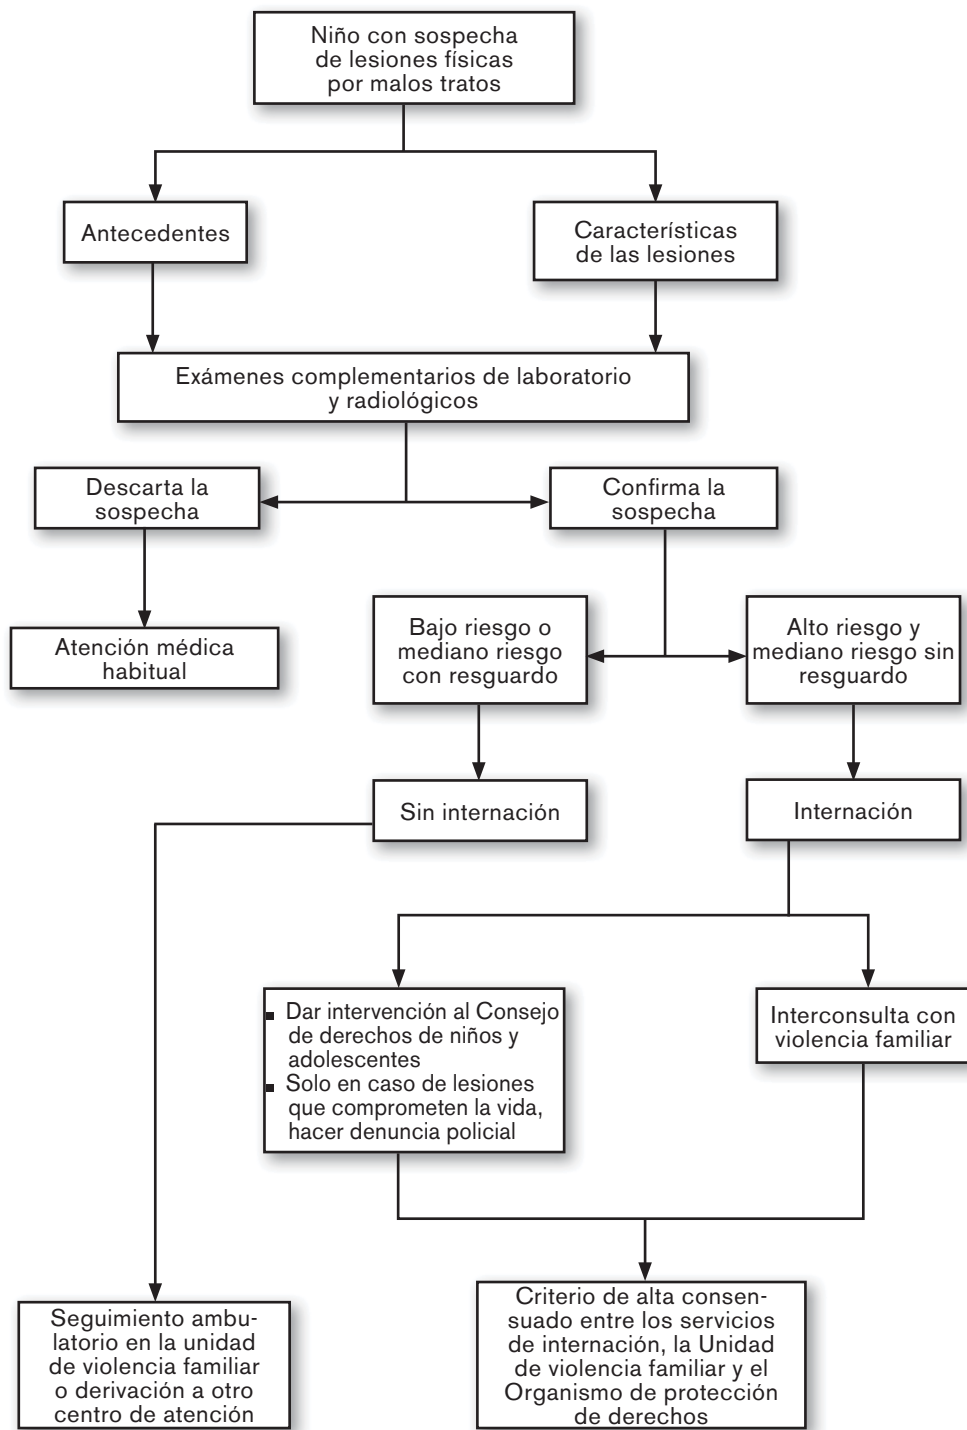 Niño con sospecha
de lesiones físicas
por malos tratos
Antecedentes
Características
de las lesiones
Exámenes complementarios de laboratorio
y radiológicos
Descarta la
sospecha
Confirma la
sospecha
Atención médica
habitual
Bajo riesgo o
mediano riesgo
con resguardo
Alto riesgo y
mediano riesgo sin
resguardo
Sin internación
Internación
▪ Dar intervención al Consejo
de derechos de niños y
adolescentes
▪ Solo en caso de lesiones
que comprometen la vida,
hacer denuncia policial
Interconsulta con
violencia familiar
Seguimiento ambu-
latorio en la unidad
de violencia familiar
o derivación a otro
centro de atención
Criterio de alta consen-
suado entre los servicios
de internación, la Unidad
de violencia familiar y el
Organismo de protección
de derechos